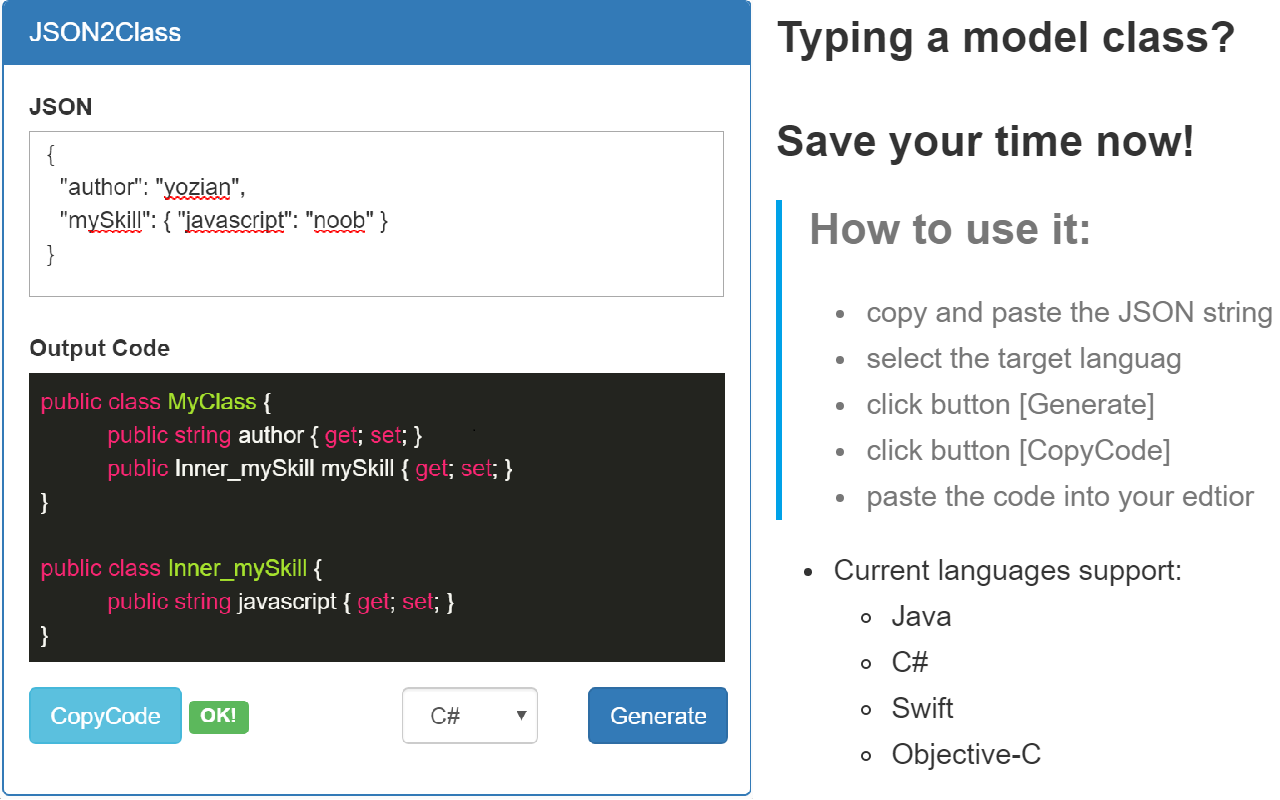 JSON2Class
JSON
{
"author": "yozian",
"mySkill": { "javascript": "noob" }
}
Output Code
public class MyClass {
public string author { get; set; }
public Inner_mySkill mySkill { get; set; }
}
public class Inner_mySkill {
public string javascript { get; set; }
}
CopyCode
OK!
C#
Generate
Typing a model class?
Save your time now!
How to use it:
copy and paste the JSON string
select the target languag
click button [Generate]
click button [CopyCode]
paste the code into your edtior
Current languages support:
Java
C#
Swift
Objective-C